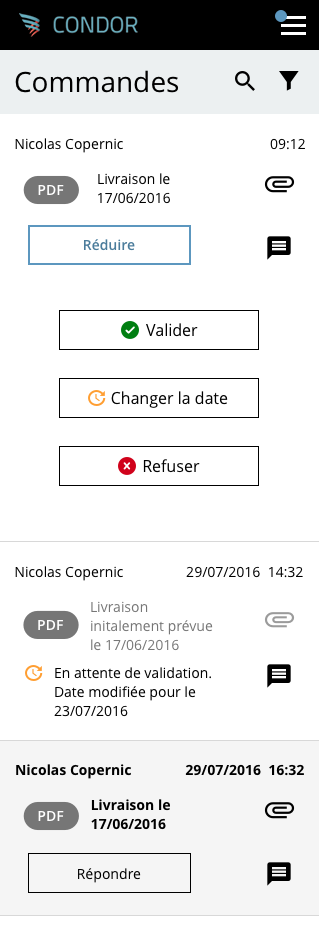 CONDOR
Commandes
Nicolas Copernic 09:12
PDF
Livraison le
17/06/2016
Réduire
Valider
Changer la date
Refuser
Nicolas Copernic 29/07/2016 14:32
PDF
Livraison
initalement prévue
le 17/06/2016
En attente de validation.
Date modifiée pour le
23/07/2016
Nicolas Copernic 29/07/2016 16:32
PDF
Livraison le
17/06/2016
Répondre